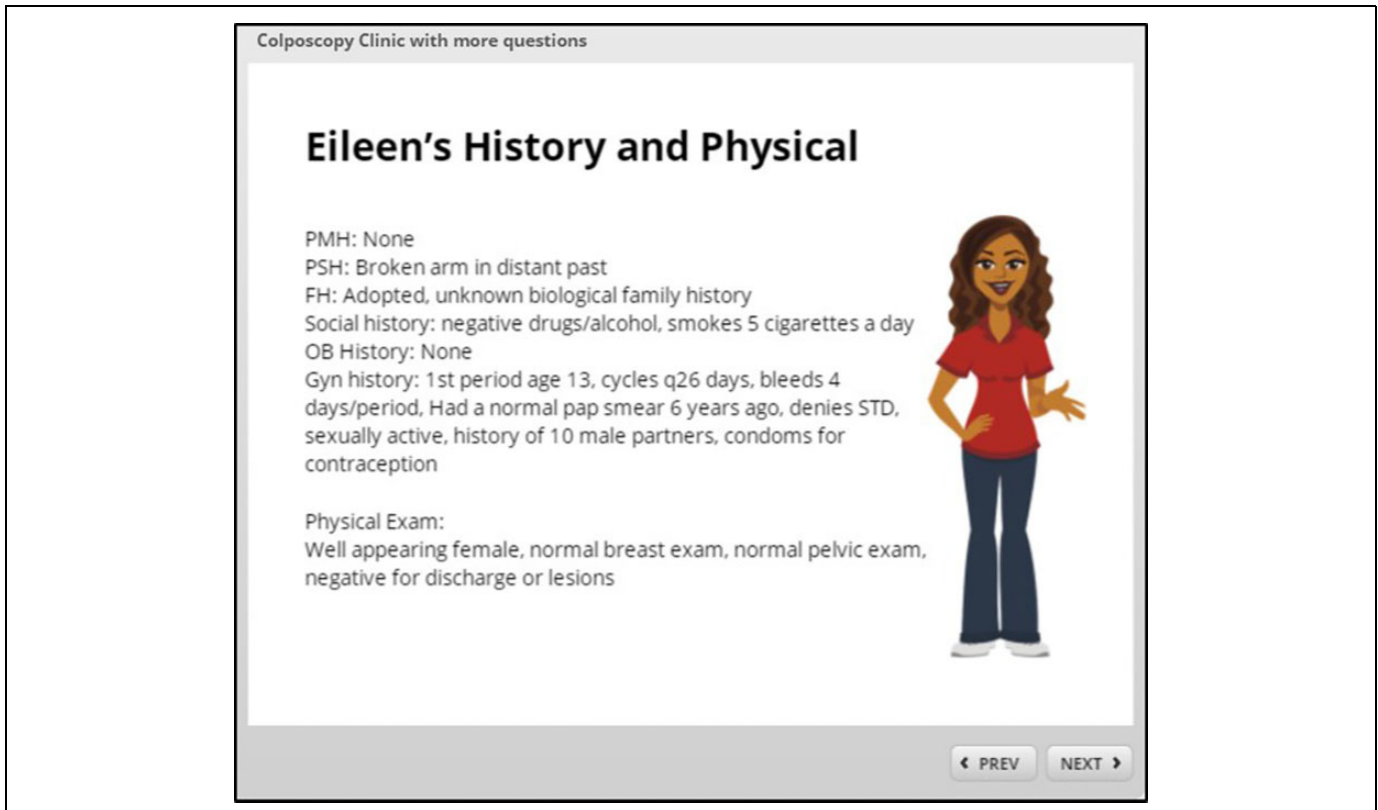 Colposcopy Clinic with more questions
Eileen’s History and Physical
PMH: None
PSH: Broken arm in distant past
FH: Adopted, unknown biological family history
Social history: negative drugs/alcohol, smokes 5 cigarettes a day
OB History: None
Gyn history: 1st period age 13, cycles q26 days, bleeds 4
days/period, Had a normal pap smear 6 years ago, denies STD,
sexually active, history of 10 male partners, condoms for
contraception
Physical Exam:
Well appearing female, normal breast exam, normal pelvic exam,
negative for discharge or lesions
PREV NEXT